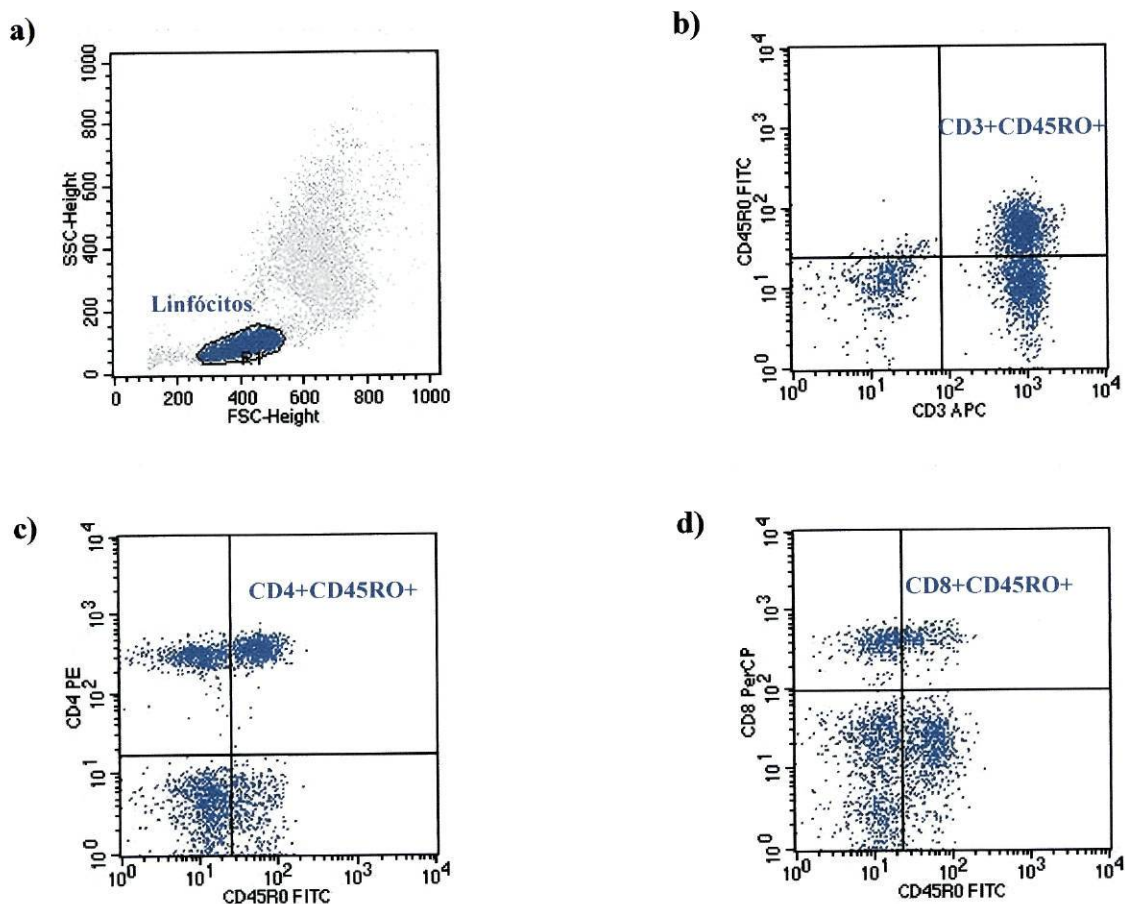 a)
1000
800
600
400
200
0
SSC-Height
Linfócitos
R1
0 200 400 600 800 1000
FSC-Height
b)
10^4
10^3
10^2
10^1
10^0
CD45R0 FITC
CD3+CD45RO+
10^0 10^1 10^2 10^3 10^4
CD3 APC
c)
10^4
10^3
10^2
10^1
10^0
CD4 PE
CD4+CD45RO+
10^0 10^1 10^2 10^3 10^4
CD45R0 FITC
d)
10^4
10^3
10^2
10^1
10^0
CD8 PerCP
CD8+CD45RO+
10^0 10^1 10^2 10^3 10^4
CD45R0 FITC